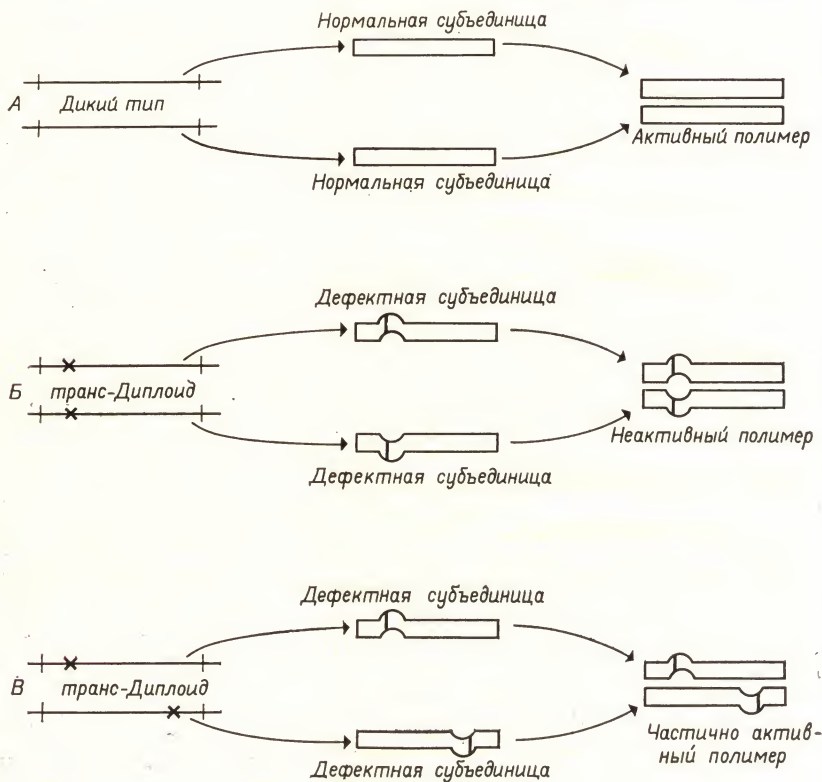 Нормальная субъединица
А
Дикий тип
Активный полимер
Нормальная субъединица
Дефектная субъединица
Б
транс-Диплоид
Неактивный полимер
Дефектная субъединица
Дефектная субъединица
В
транс-Диплоид
Частично актив-
ный полимер
Дефектная субъединица